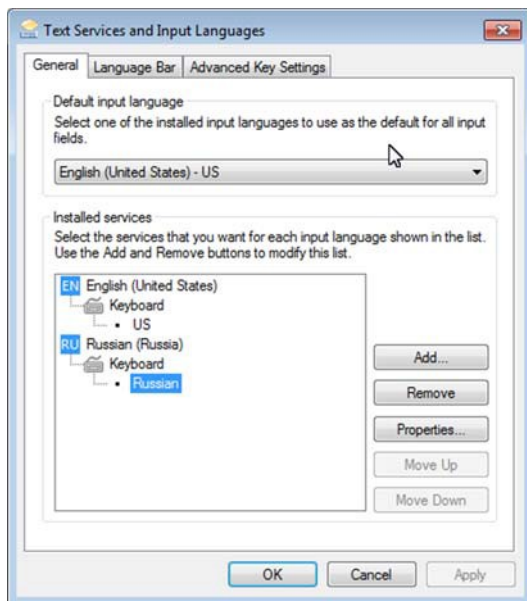 Text Services and Input Languages
General
Language Bar
Advanced Key Settings
Default input language
Select one of the installed input languages to use as the default for all input
fields.
English (United States) - US
Installed services
Select the services that you want for each input language shown in the list.
Use the Add and Remove buttons to modify this list.
EN English (United States)
Keyboard
US
RU Russian (Russia)
Keyboard
Russian
Add...
Remove
Properties...
Move Up
Move Down
OK
Cancel
Apply